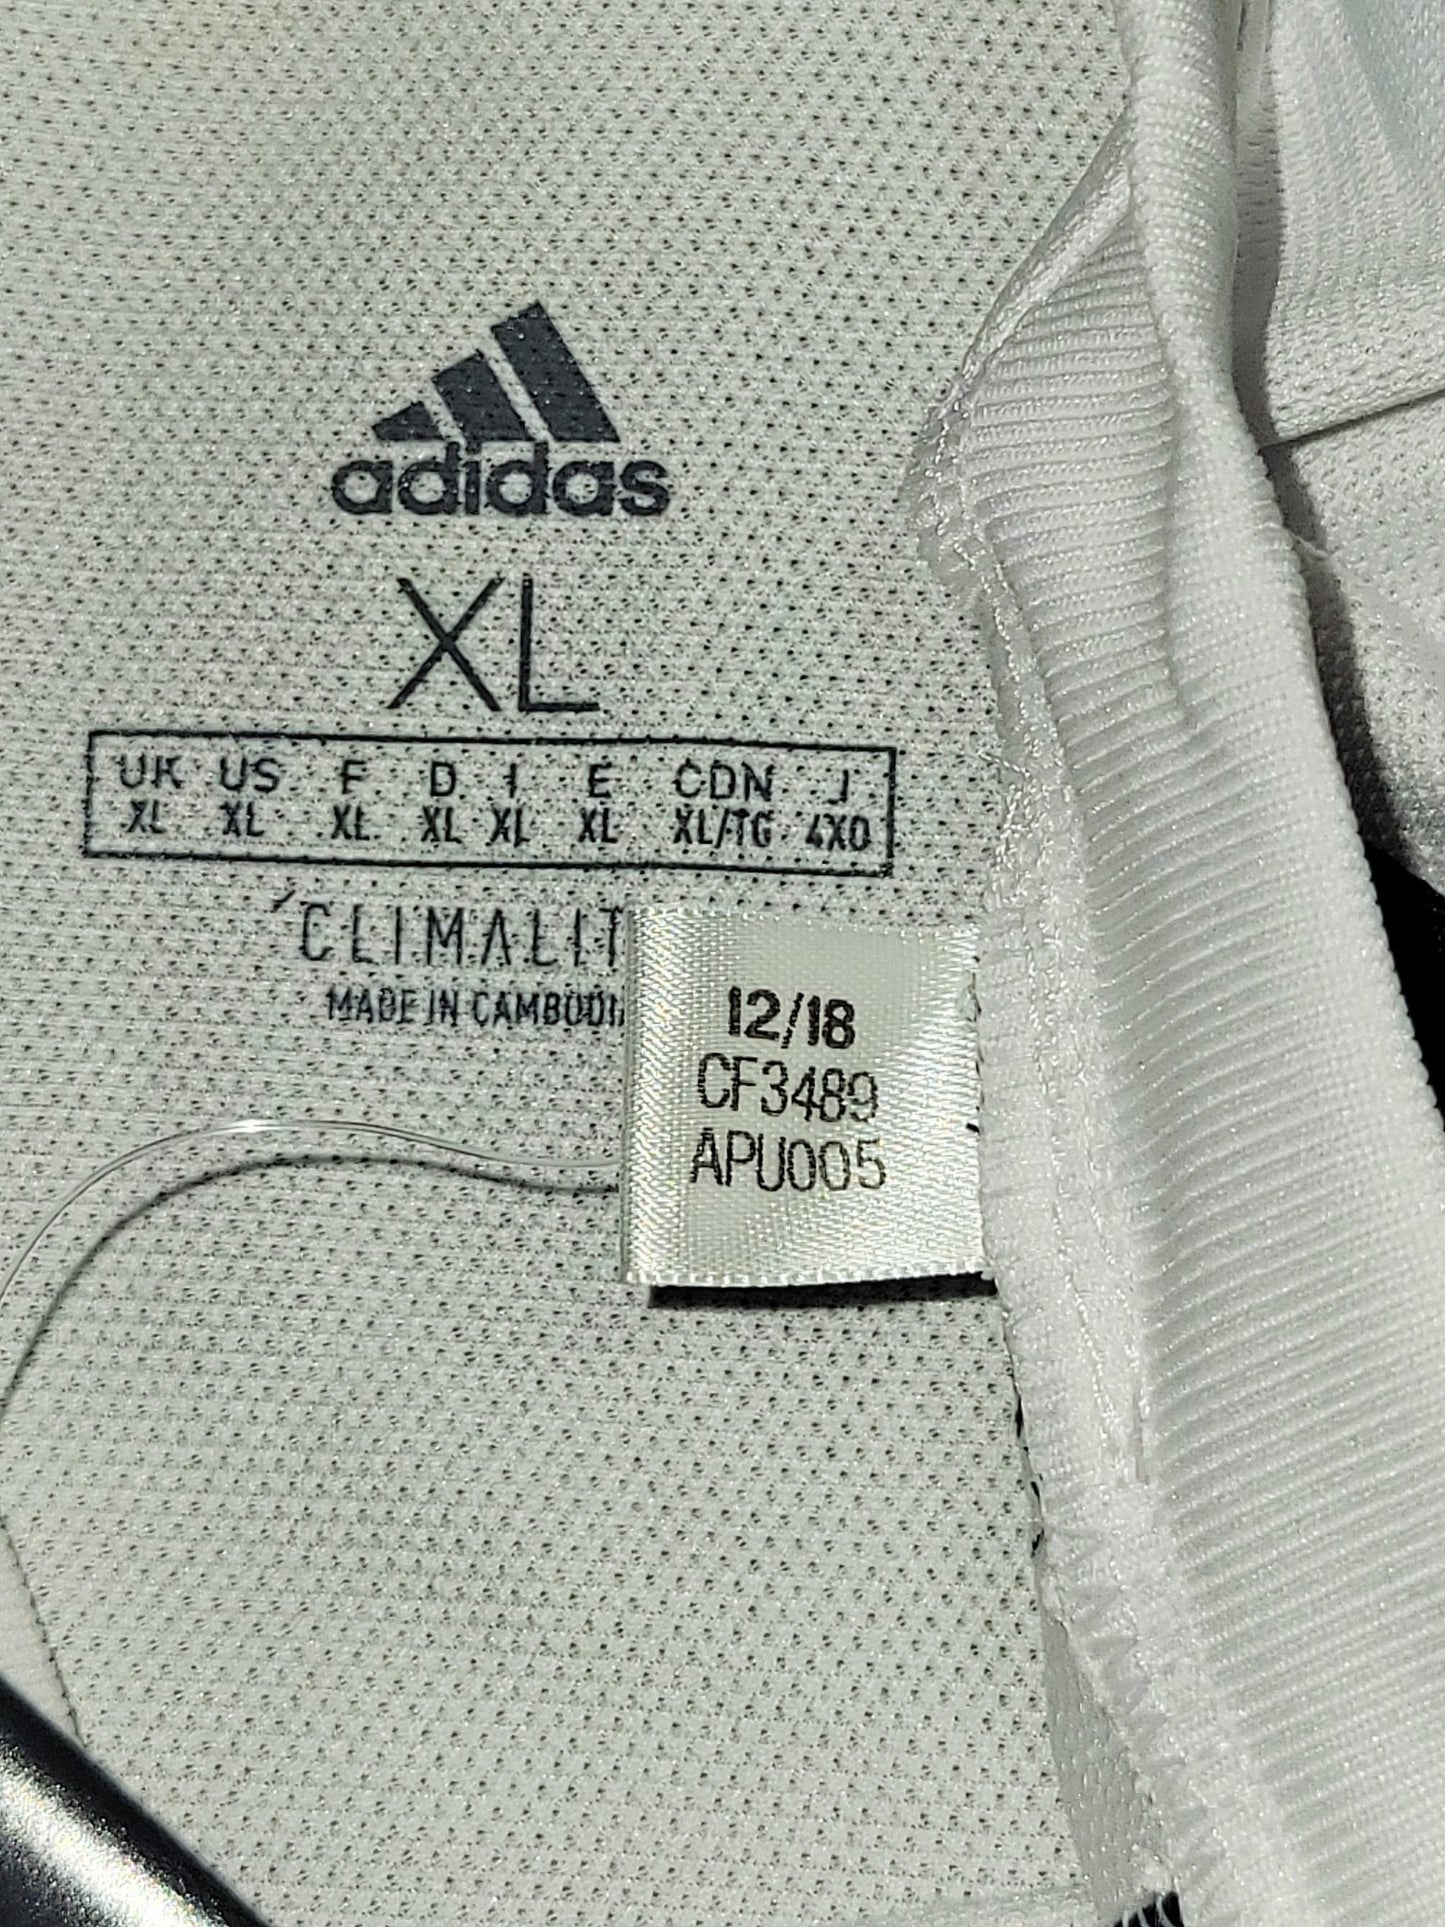 adidas
XL
UK US F D I E CDN J
XL XL XL XL XL XL XL/TG 4XO
CLIMALIT
MADE IN CAMBODI
12/18
CF3489
APU005